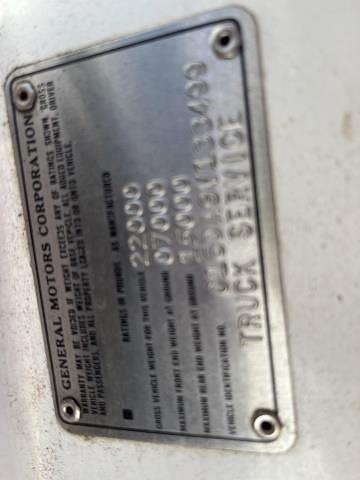 GENERAL MOTORS CORPORATION
WARRANTY MAY BE VOIDED IF WEIGHT EXCEEDS ANY OF RATINGS SHOWN. GROSS
VEHICLE WEIGHT INCLUDES WEIGHT OF BASE VEHICLE, ALL ADDED EQUIPMENT, DRIVER
AND PASSENGERS, AND ALL PROPERTY LOADED INTO OR ONTO VEHICLE.
RATINGS IN POUNDS, AS MANUFACTURED
GROSS VEHICLE WEIGHT FOR THIS VEHICLE 22000
MAXIMUM FRONT END WEIGHT AT GROUND 07000
MAXIMUM REAR END WEIGHT AT GROUND 15000
VEHICLE IDENTIFICATION NO.
TRUCK SERVICE